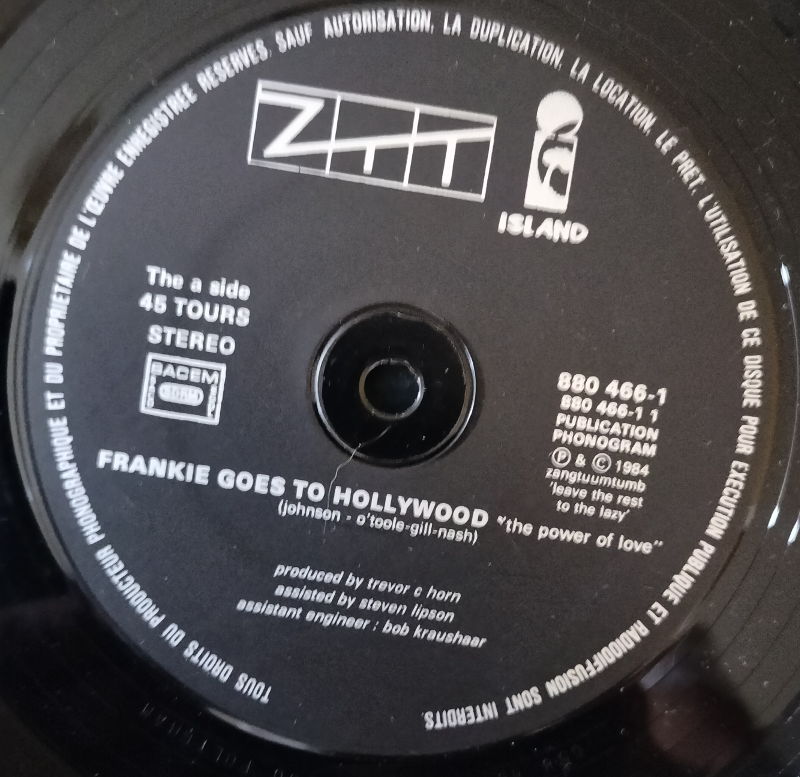 TOUS DROITS DU PRODUCTEUR PHONOGRAPHIQUE ET DU PROPRIETAIRE DE L'ŒUVRE ENREGISTREE RESERVES. SAUF AUTORISATION, LA DUPLICATION, LA LOCATION, LE PRET, L'UTILISATION DE CE DISQUE POUR EXECUTION PUBLIQUE ET RADIODIFFUSION SONT INTERDITS.
ZTT
ISLAND
The a side
45 TOURS
STEREO
SACEM
880 466-1
880 466-1 1
PUBLICATION
PHONOGRAM
Ⓟ & © 1984
zangtuumtumb
'leave the rest
to the lazy'
FRANKIE GOES TO HOLLYWOOD "the power of love"
(johnson - o'toole-gill-nash)
produced by trevor c horn
assisted by steven lipson
assistant engineer : bob kraushaar